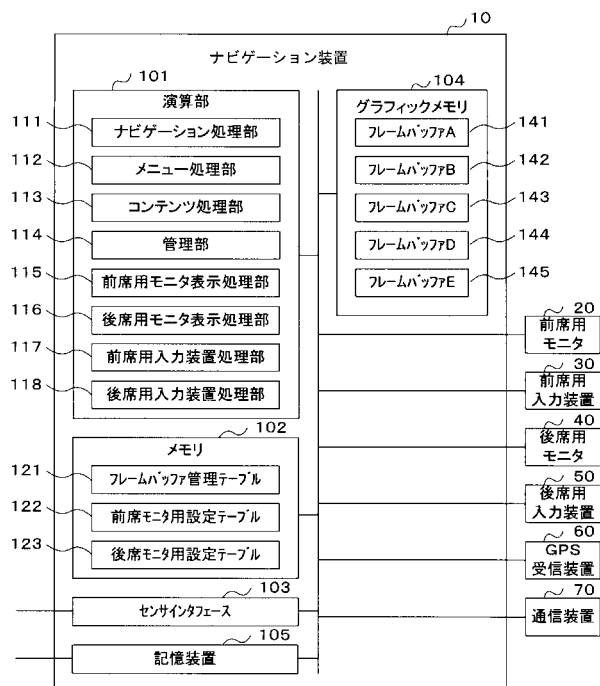 10
ナビゲーション装置
101
演算部
111
ナビゲーション処理部
112
メニュー処理部
113
コンテンツ処理部
114
管理部
115
前席用モニタ表示処理部
116
後席用モニタ表示処理部
117
前席用入力装置処理部
118
後席用入力装置処理部
102
メモリ
121
フレームバッファ管理テーブル
122
前席モニタ用設定テーブル
123
後席モニタ用設定テーブル
103
センサインタフェース
105
記憶装置
104
グラフィックメモリ
フレームバッファA
141
フレームバッファB
142
フレームバッファC
143
フレームバッファD
144
フレームバッファE
145
20
前席用
モニタ
30
前席用
入力装置
40
後席用
モニタ
50
後席用
入力装置
60
GPS
受信装置
70
通信装置